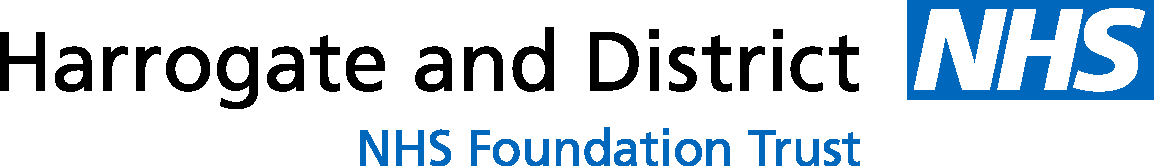 Harrogate and District NHS
NHS Foundation Trust